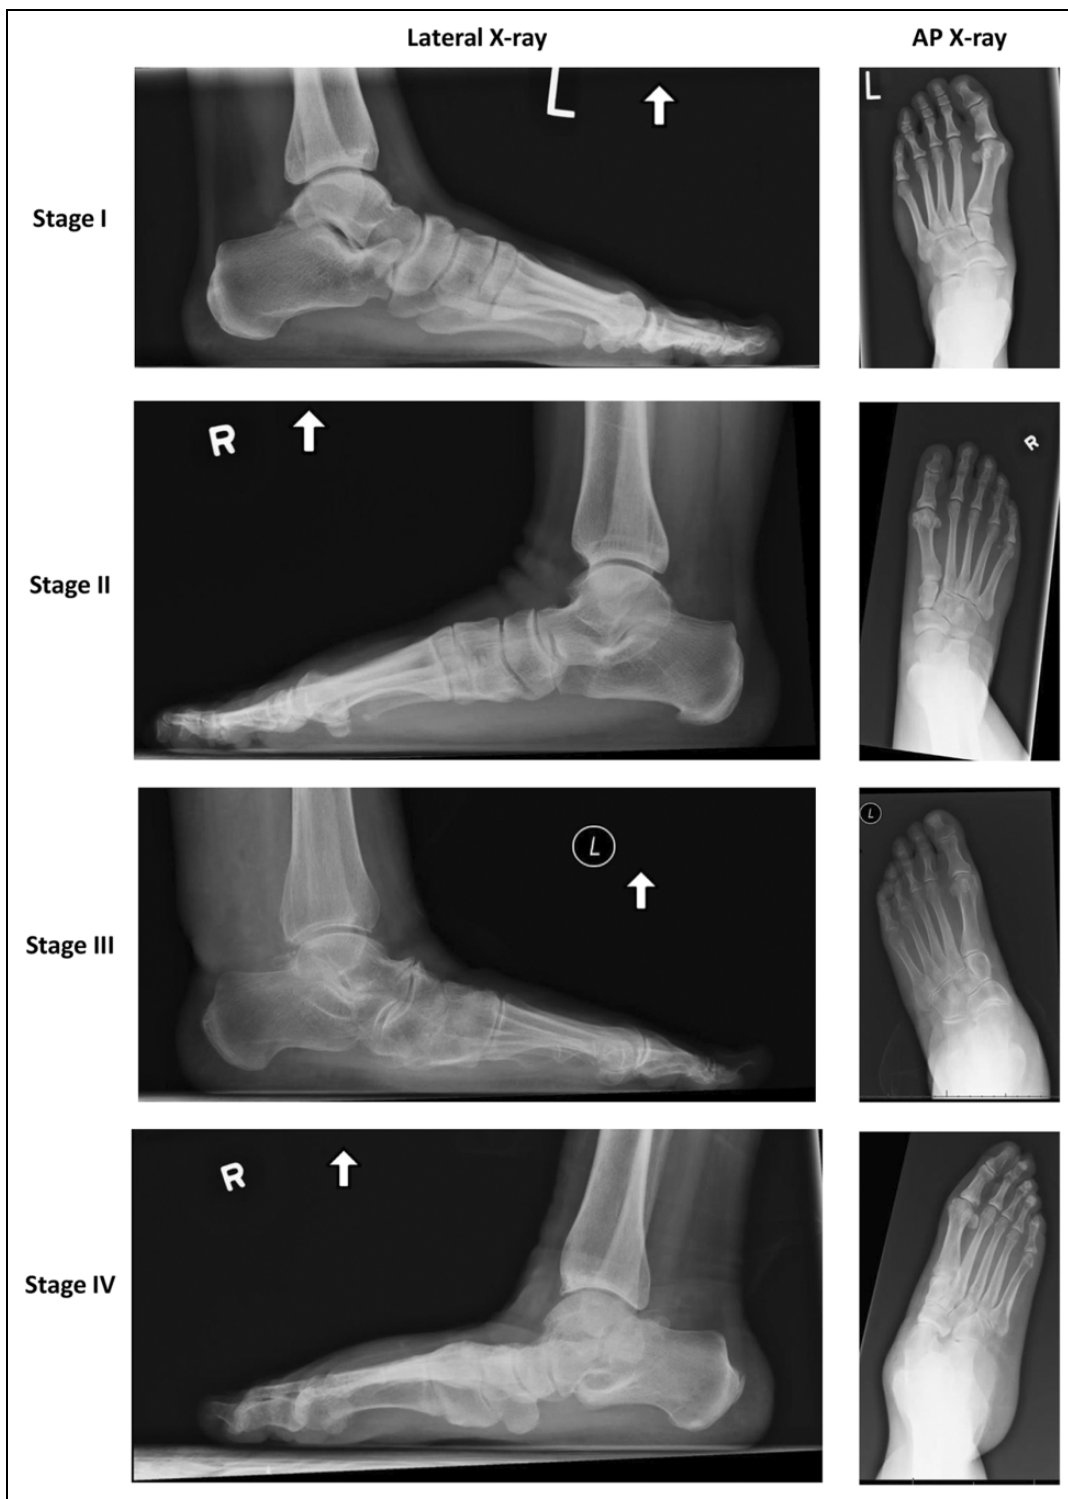 Lateral X-ray
AP X-ray
Stage I
L
L
Stage II
R
R
Stage III
L
L
Stage IV
R